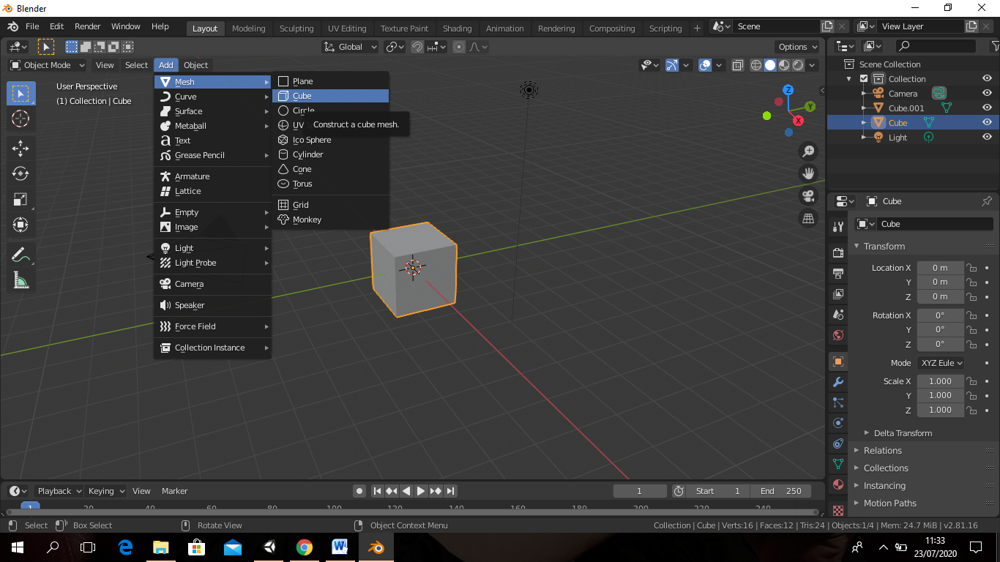 Blender
File Edit Render Window Help Layout Modeling Sculpting UV Editing Texture Paint Shading Animation Rendering Compositing Scripting + Scene View Layer
Global Options
Object Mode View Select Add Object
User Perspective
(1) Collection | Cube
Mesh
Curve
Surface
Metaball
Text
Grease Pencil
Armature
Lattice
Empty
Image
Light
Light Probe
Camera
Speaker
Force Field
Collection Instance
Plane
Cube
Circle
UV
Construct a cube mesh.
Ico Sphere
Cylinder
Cone
Torus
Grid
Monkey
Z
Y
X
Scene Collection
Collection
Camera
Cube.001
Cube
Light
Cube
Cube
Transform
Location X 0 m
Y 0 m
Z 0 m
Rotation X 0°
Y 0°
Z 0°
Mode XYZ Eule
Scale X 1.000
Y 1.000
Z 1.000
Delta Transform
Relations
Collections
Instancing
Motion Paths
Playback Keying View Marker 1 Start 1 End 250
1 20 40 60 80 100 120 140 160 180 200 220 240
Select Box Select Rotate View Object Context Menu Collection | Cube | Verts:16 | Faces:12 | Tris:24 | Objects:1/4 | Mem: 24.7 MiB | v2.81.16
11:33
23/07/2020